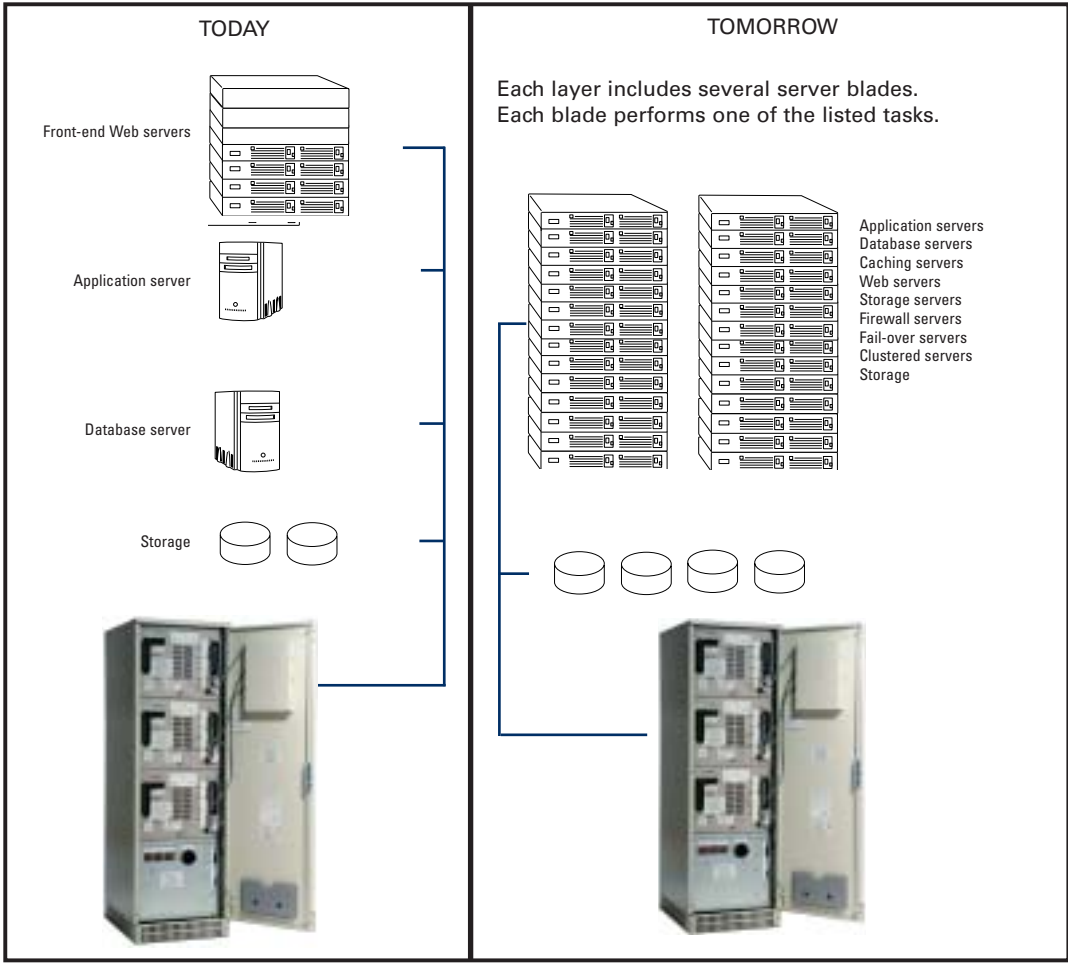 TODAY
Front-end Web servers
Application server
Database server
Storage
TOMORROW
Each layer includes several server blades.
Each blade performs one of the listed tasks.
Application servers
Database servers
Caching servers
Web servers
Storage servers
Firewall servers
Fail-over servers
Clustered servers
Storage